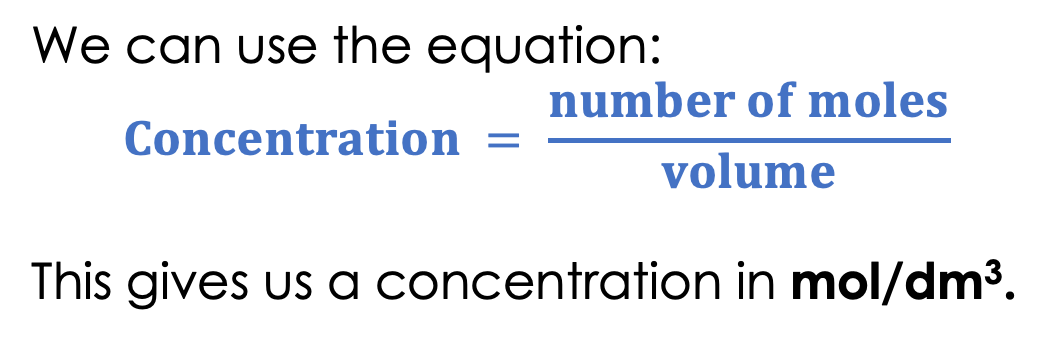 We can use the equation:
Concentration = number of moles / volume
This gives us a concentration in mol/dm³.